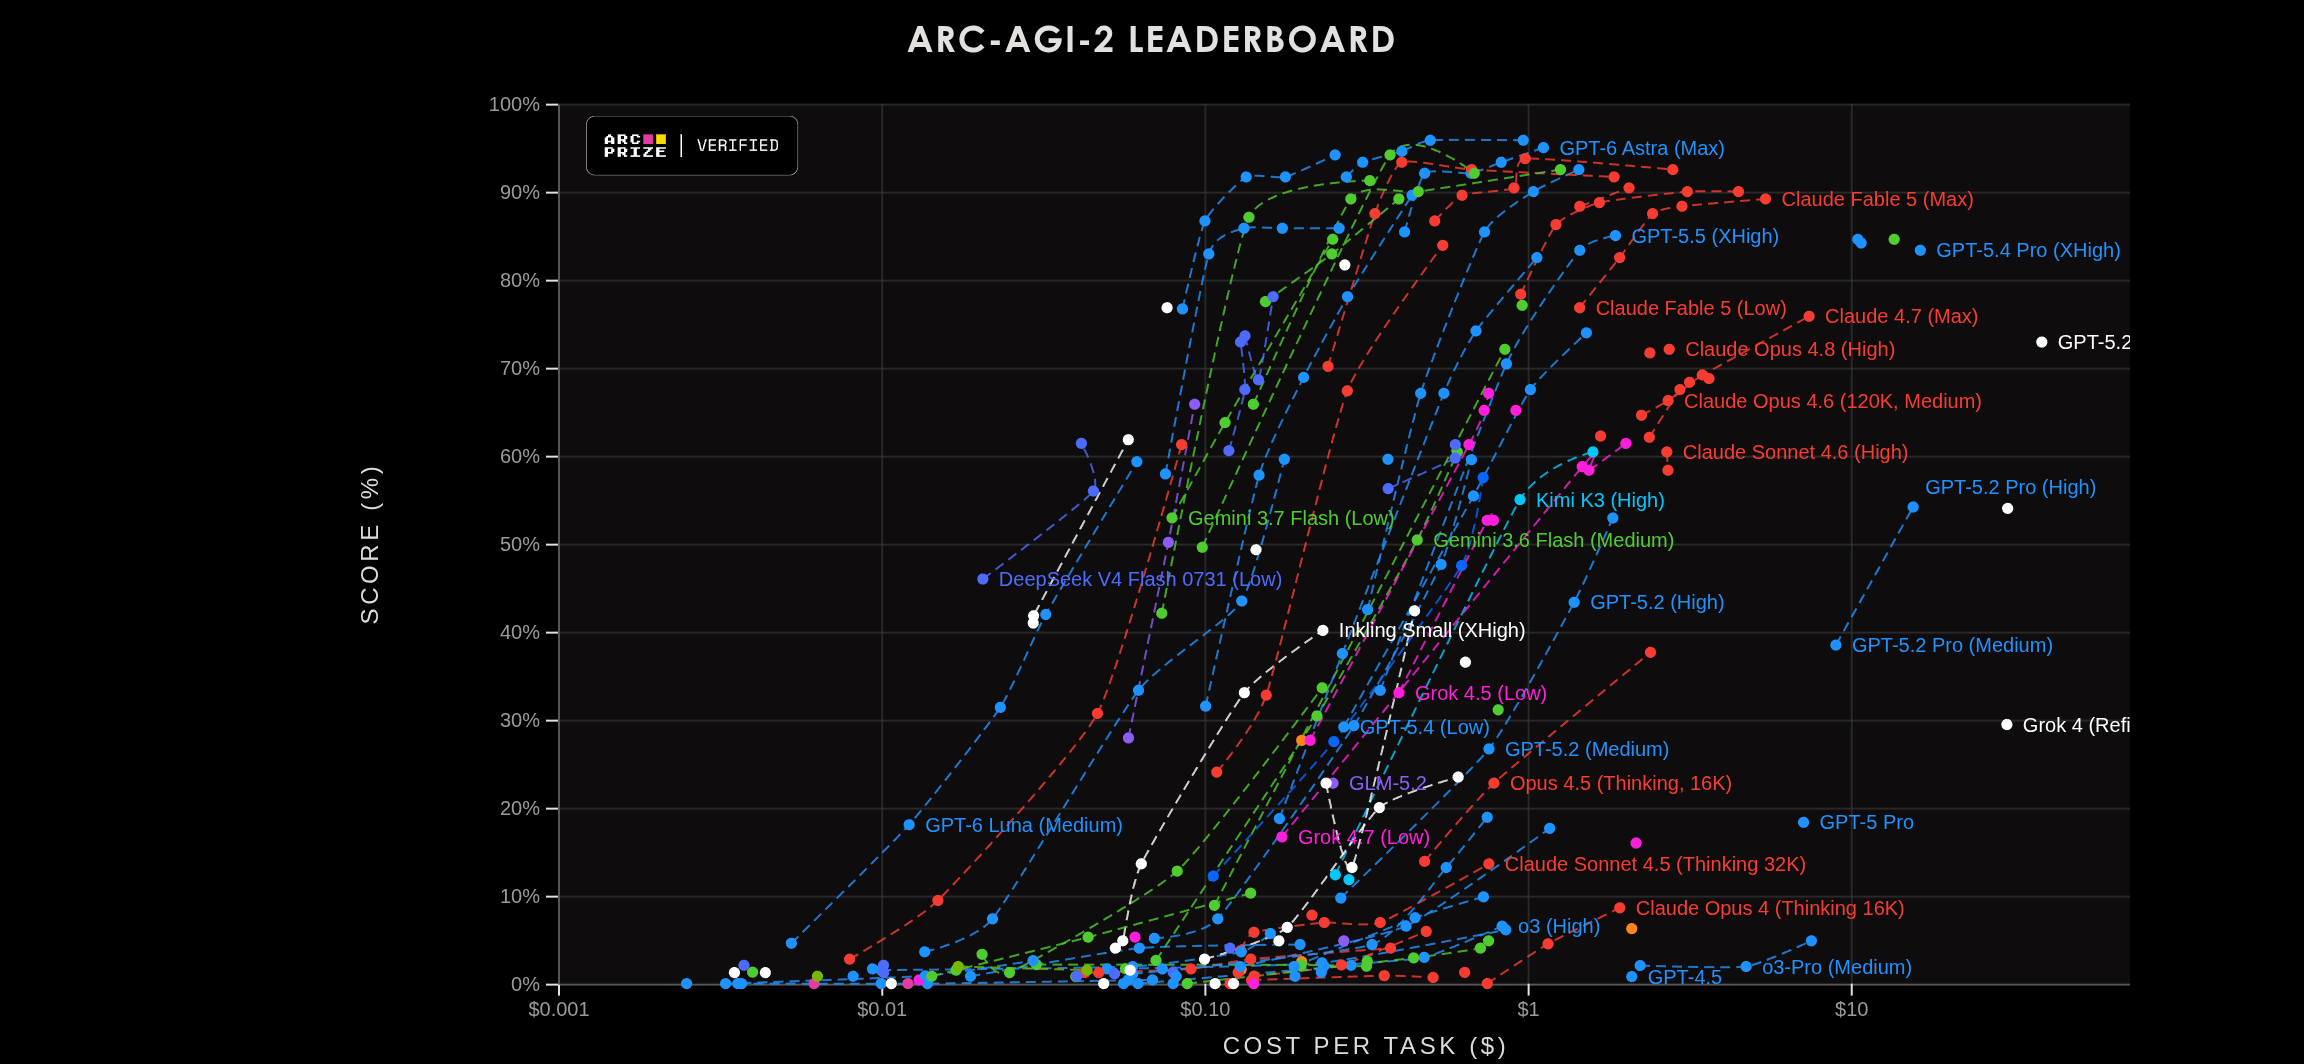 ARC-AGI-2 LEADERBOARD
ARC
PRIZE
VERIFIED
SCORE (%)
100%
90%
80%
70%
60%
50%
40%
30%
20%
10%
0%
GPT-6 Astra (Max)
Claude Fable 5 (Max)
GPT-5.5 (XHigh)
GPT-5.4 Pro (XHigh)
Claude Fable 5 (Low)
Claude 4.7 (Max)
GPT-5.2
Claude Opus 4.8 (High)
Claude Opus 4.6 (120K, Medium)
Claude Sonnet 4.6 (High)
GPT-5.2 Pro (High)
Kimi K3 (High)
Gemini 3.7 Flash (Low)
Gemini 3.6 Flash (Medium)
DeepSeek V4 Flash 0731 (Low)
GPT-5.2 (High)
Inkling Small (XHigh)
GPT-5.2 Pro (Medium)
Grok 4.5 (Low)
GPT-5.4 (Low)
Grok 4 (Refi
GPT-5.2 (Medium)
GLM-5.2
Opus 4.5 (Thinking, 16K)
GPT-6 Luna (Medium)
GPT-5 Pro
Grok 4.7 (Low)
Claude Sonnet 4.5 (Thinking 32K)
Claude Opus 4 (Thinking 16K)
o3 (High)
o3-Pro (Medium)
GPT-4.5
$0.001
$0.01
$0.10
$1
$10
COST PER TASK ($)